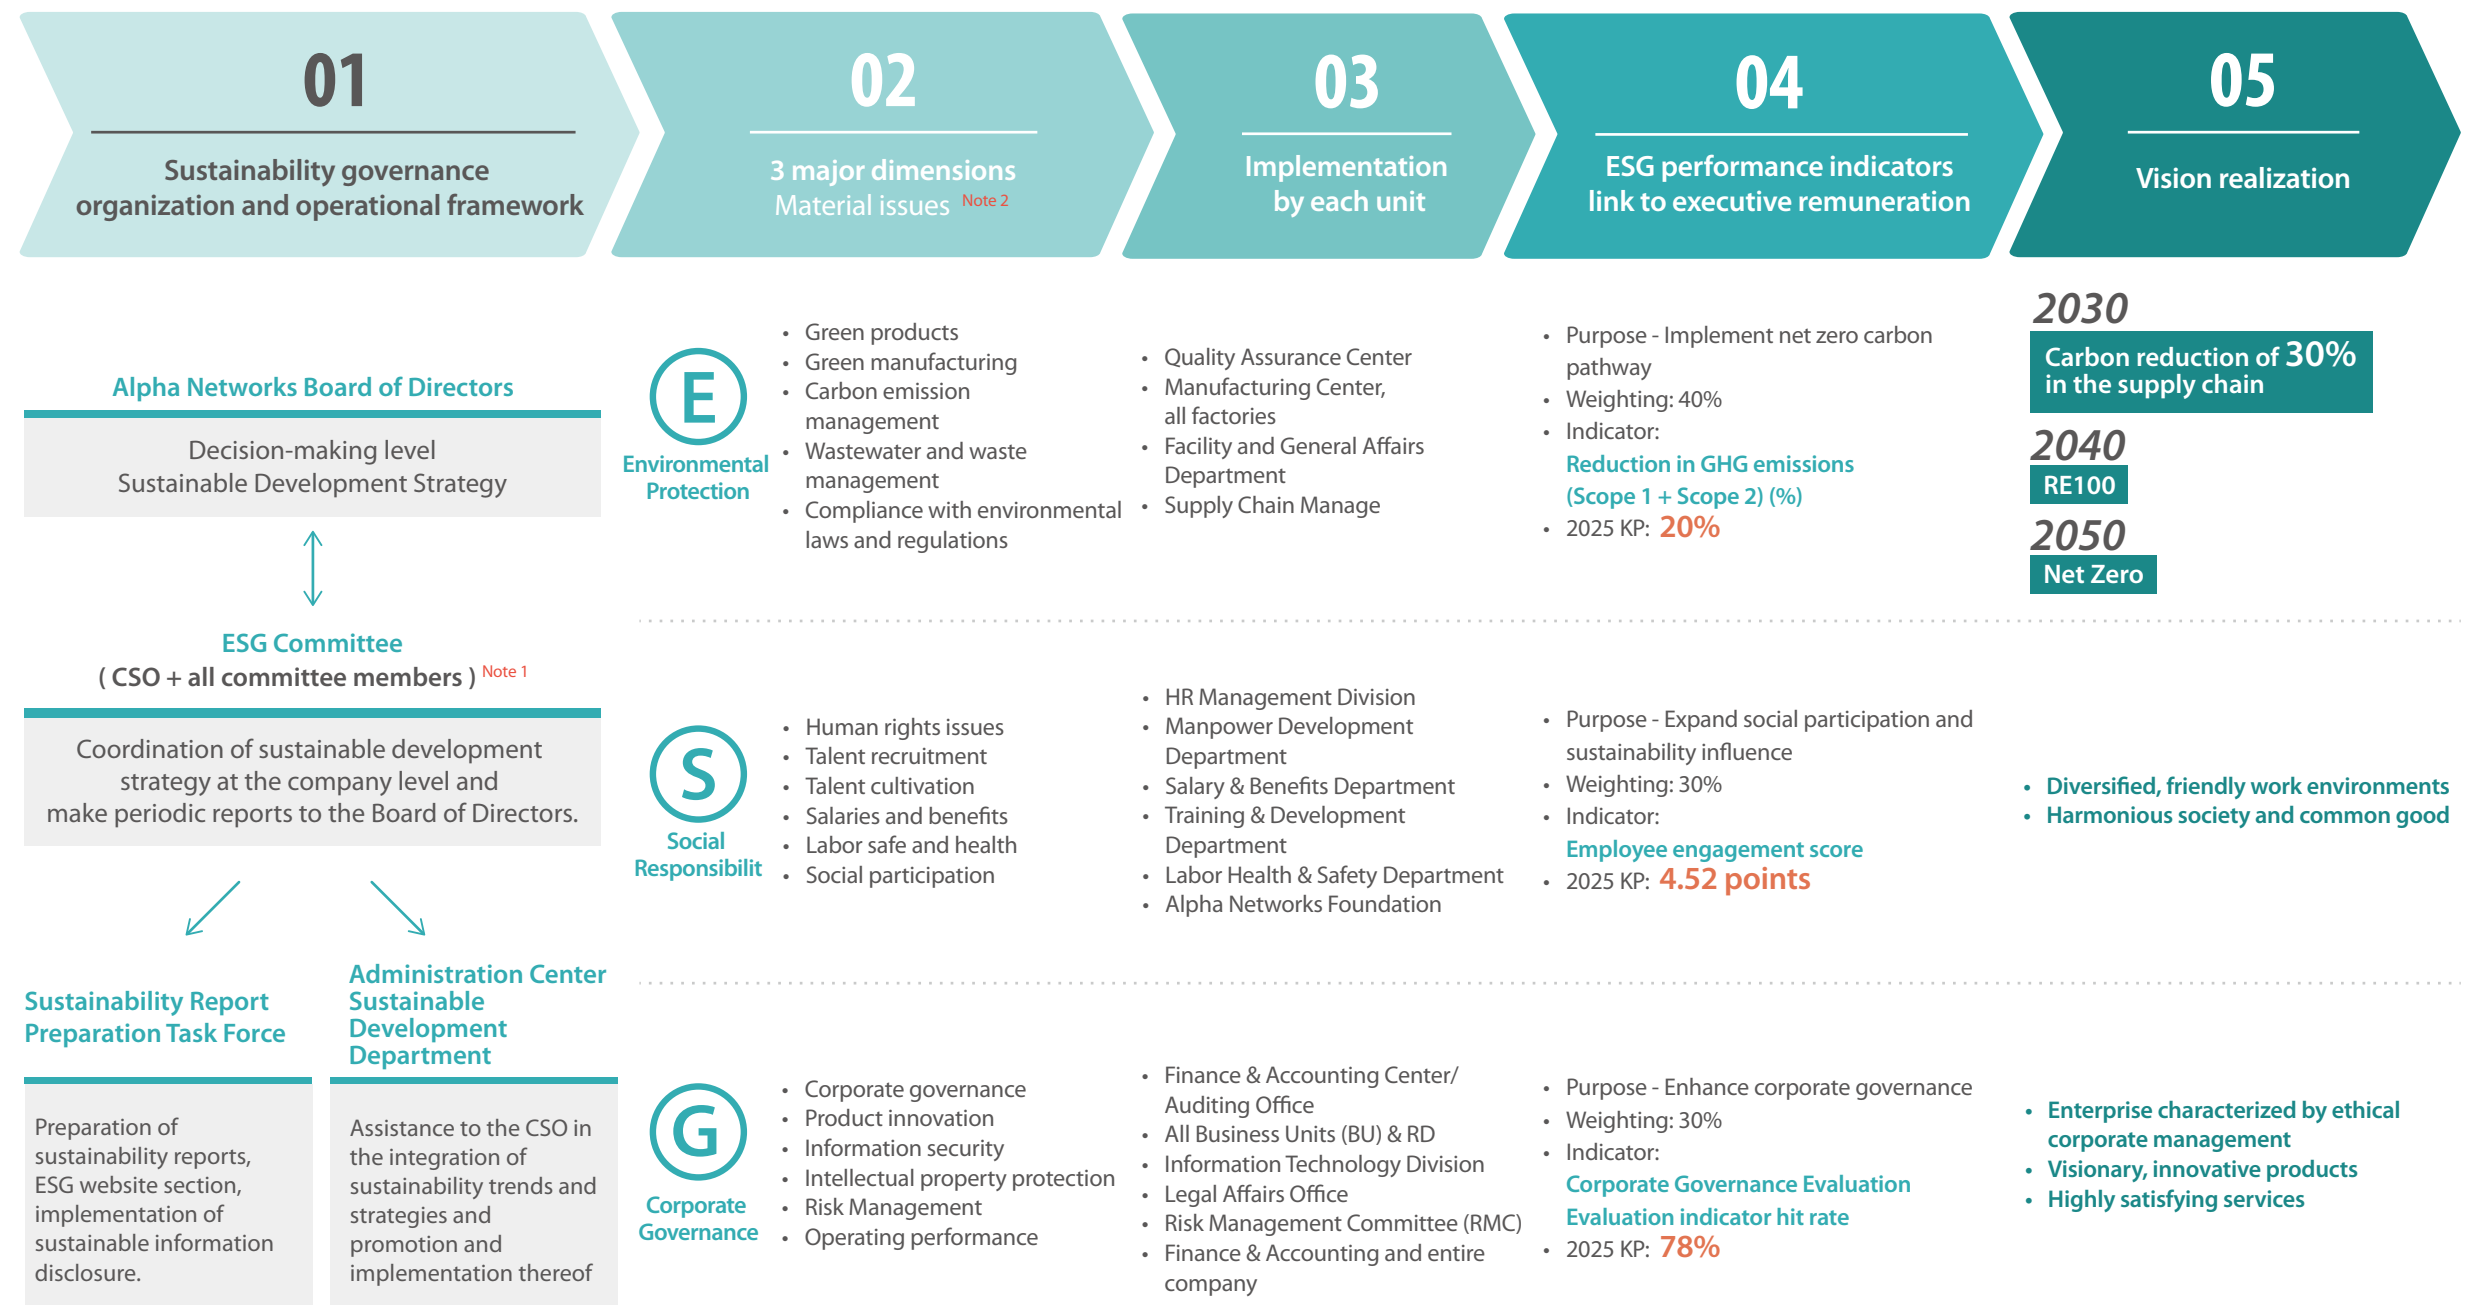 01
Sustainability governance
organization and operational framework
02
3 major dimensions
Material issues Note 2
03
Implementation
by each unit
04
ESG performance indicators
link to executive remuneration
05
Vision realization
Alpha Networks Board of Directors
Decision-making level
Sustainable Development Strategy
ESG Committee
( CSO + all committee members ) Note 1
Coordination of sustainable development
strategy at the company level and
make periodic reports to the Board of Directors.
Sustainability Report
Preparation Task Force
Preparation of
sustainability reports,
ESG website section,
implementation of
sustainable information
disclosure.
Administration Center
Sustainable
Development
Department
Assistance to the CSO in
the integration of
sustainability trends and
strategies and
promotion and
implementation thereof
E
Environmental
Protection
• Green products
• Green manufacturing
• Carbon emission
management
• Wastewater and waste
management
• Compliance with environmental
laws and regulations
• Quality Assurance Center
• Manufacturing Center,
all factories
• Facility and General Affairs
Department
• Supply Chain Manage
• Purpose - Implement net zero carbon
pathway
• Weighting: 40%
• Indicator:
Reduction in GHG emissions
(Scope 1 + Scope 2) (%)
• 2025 KP: 20%
2030
Carbon reduction of 30%
in the supply chain
2040
RE100
2050
Net Zero
S
Social
Responsibilit
• Human rights issues
• Talent recruitment
• Talent cultivation
• Salaries and benefits
• Labor safe and health
• Social participation
• HR Management Division
• Manpower Development
Department
• Salary & Benefits Department
• Training & Development
Department
• Labor Health & Safety Department
• Alpha Networks Foundation
• Purpose - Expand social participation and
sustainability influence
• Weighting: 30%
• Indicator:
Employee engagement score
• 2025 KP: 4.52 points
• Diversified, friendly work environments
• Harmonious society and common good
G
Corporate
Governance
• Corporate governance
• Product innovation
• Information security
• Intellectual property protection
• Risk Management
• Operating performance
• Finance & Accounting Center/
Auditing Office
• All Business Units (BU) & RD
• Information Technology Division
• Legal Affairs Office
• Risk Management Committee (RMC)
• Finance & Accounting and entire
company
• Purpose - Enhance corporate governance
• Weighting: 30%
• Indicator:
Corporate Governance Evaluation
Evaluation indicator hit rate
• 2025 KP: 78%
• Enterprise characterized by ethical
corporate management
• Visionary, innovative products
• Highly satisfying services